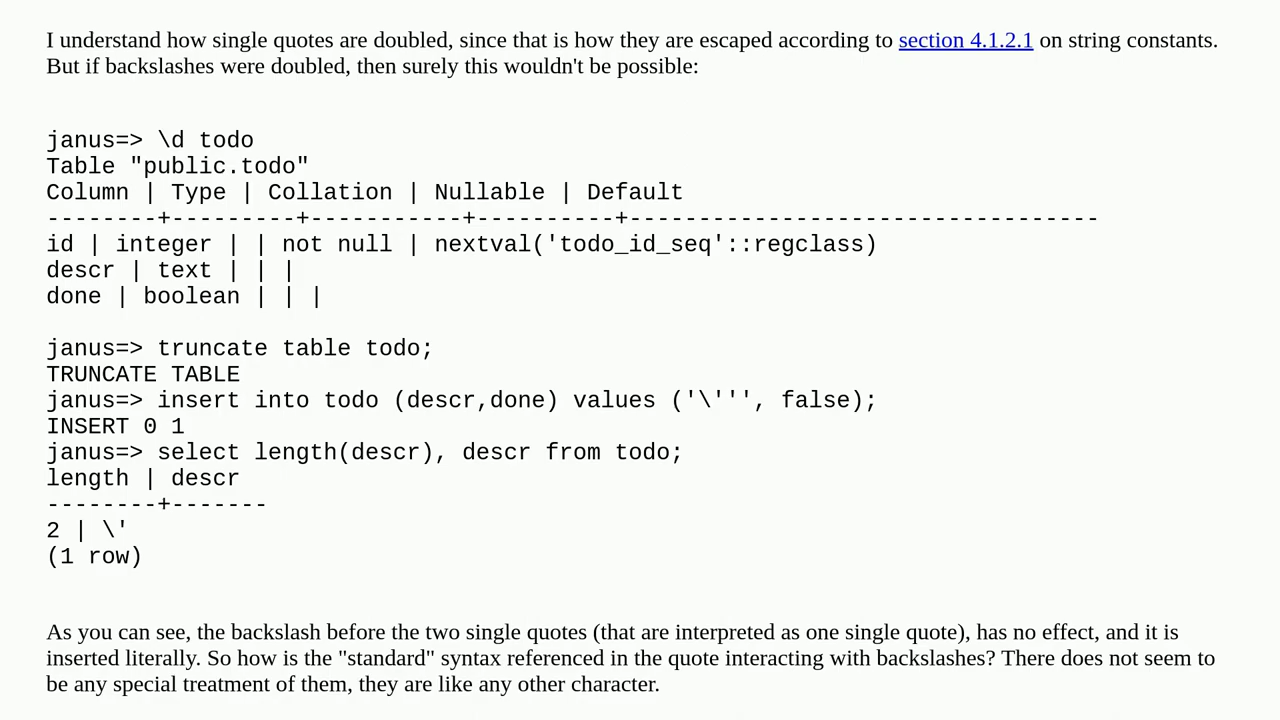 I understand how single quotes are doubled, since that is how they are escaped according to section 4.1.2.1 on string constants.
But if backslashes were doubled, then surely this wouldn't be possible:
janus=> \d todo
Table "public.todo"
Column | Type | Collation | Nullable | Default
--------+---------+-----------+----------+----------------------------------
id | integer | | not null | nextval('todo_id_seq'::regclass)
descr | text | | |
done | boolean | | |
janus=> truncate table todo;
TRUNCATE TABLE
janus=> insert into todo (descr,done) values ('\''', false);
INSERT 0 1
janus=> select length(descr), descr from todo;
length | descr
--------+-------
2 | \'
(1 row)
As you can see, the backslash before the two single quotes (that are interpreted as one single quote), has no effect, and it is
inserted literally. So how is the "standard" syntax referenced in the quote interacting with backslashes? There does not seem to
be any special treatment of them, they are like any other character.